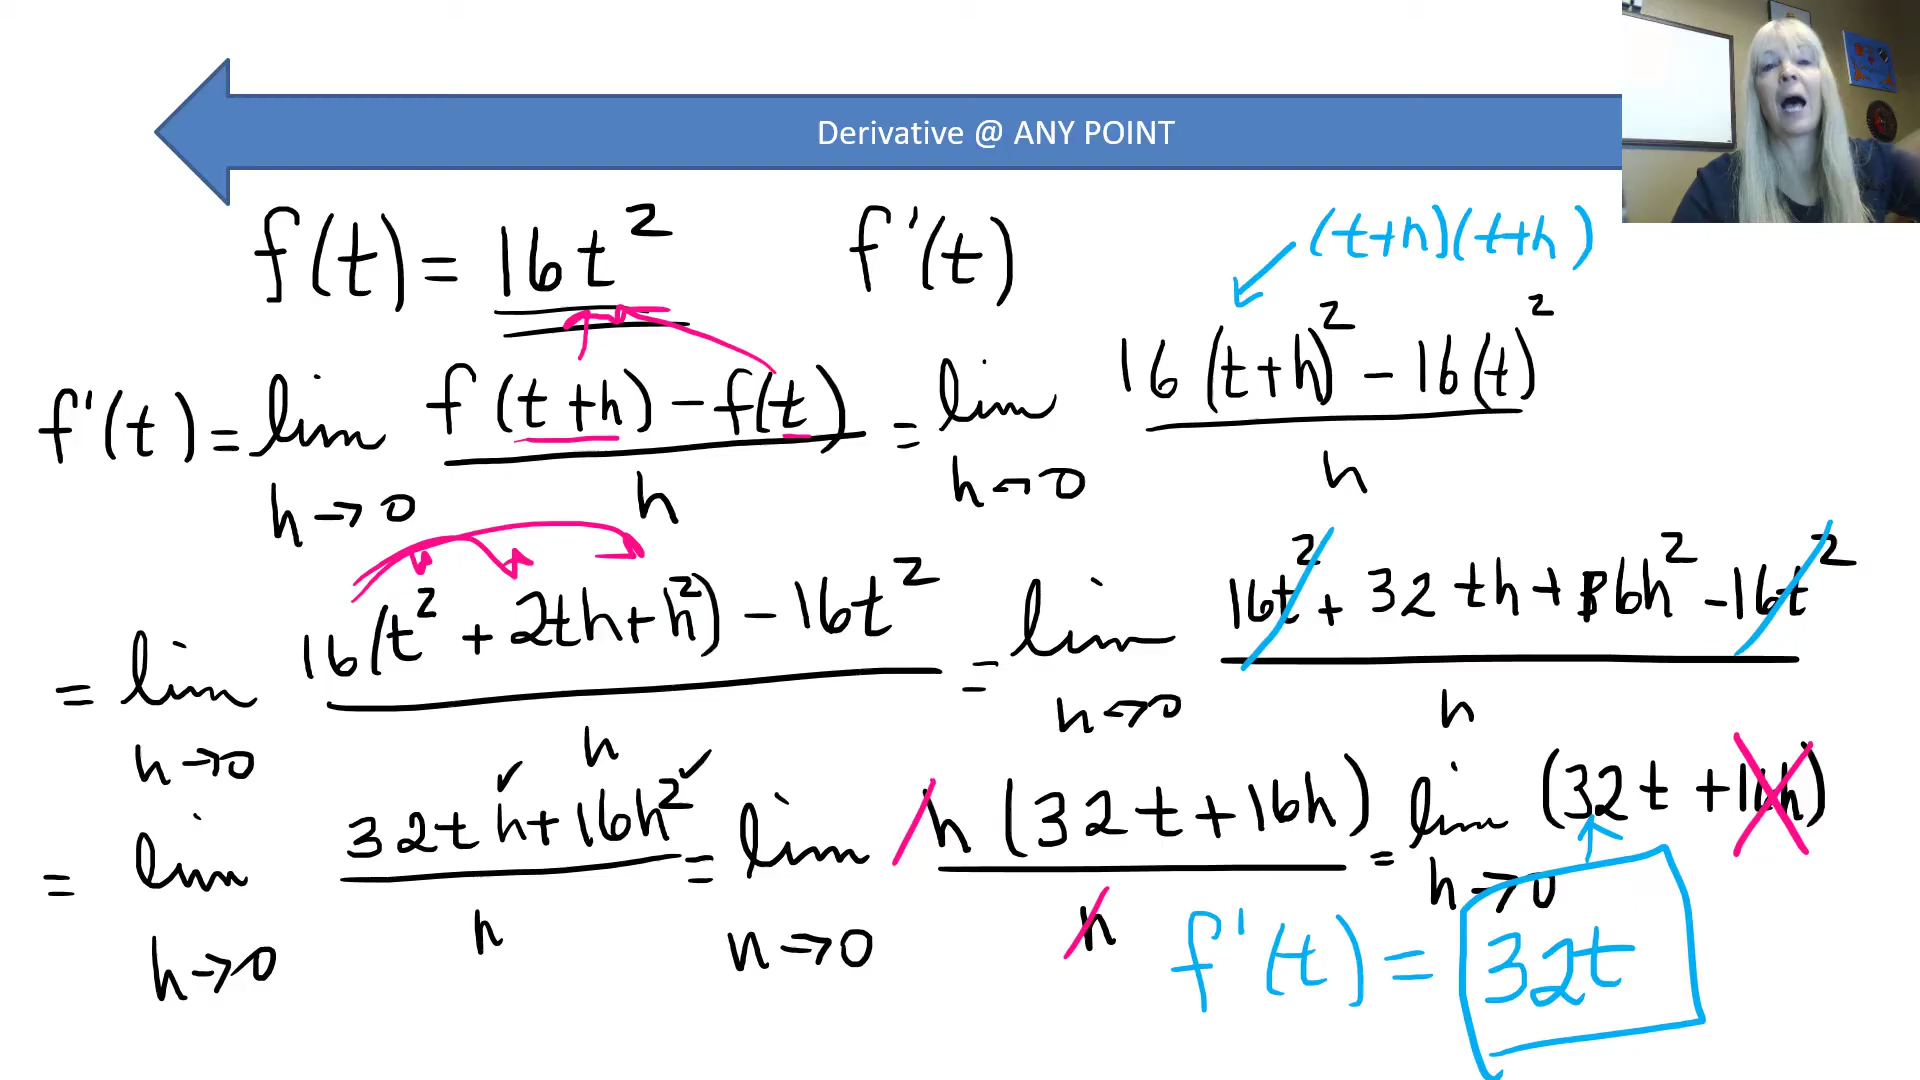 Derivative @ ANY POINT
f(t) = 16t² f'(t) (t+h)(t+h)
f'(t) = lim h→0 f(t+h) - f(t) / h = lim h→0 16(t+h)² - 16(t)² / h
= lim h→0 16(t² + 2th + h²) - 16t² / h = lim h→0 16t² + 32th + 16h² - 16t² / h
= lim h→0 32th + 16h² / h = lim h→0 h(32t + 16h) / h = lim h→0 (32t + 16h)
f'(t) = 32t